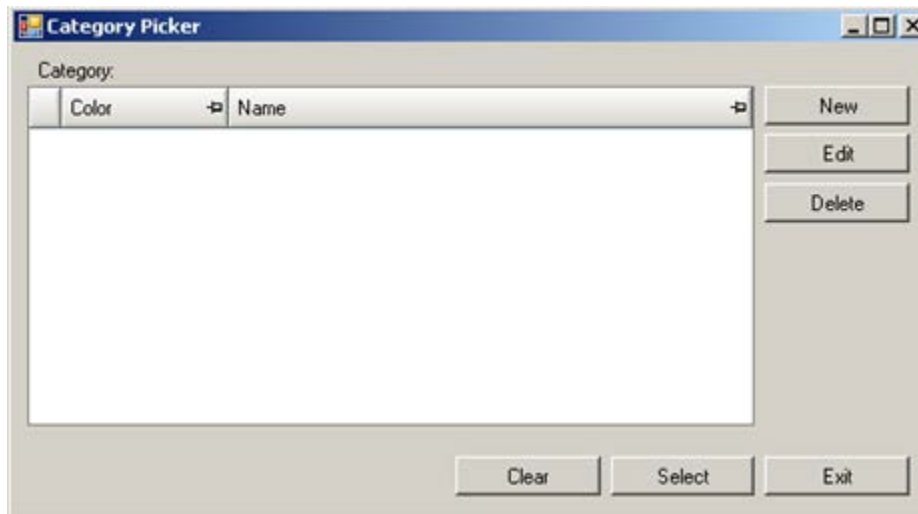 Category Picker
Category:
Color Name
New
Edit
Delete
Clear Select Exit